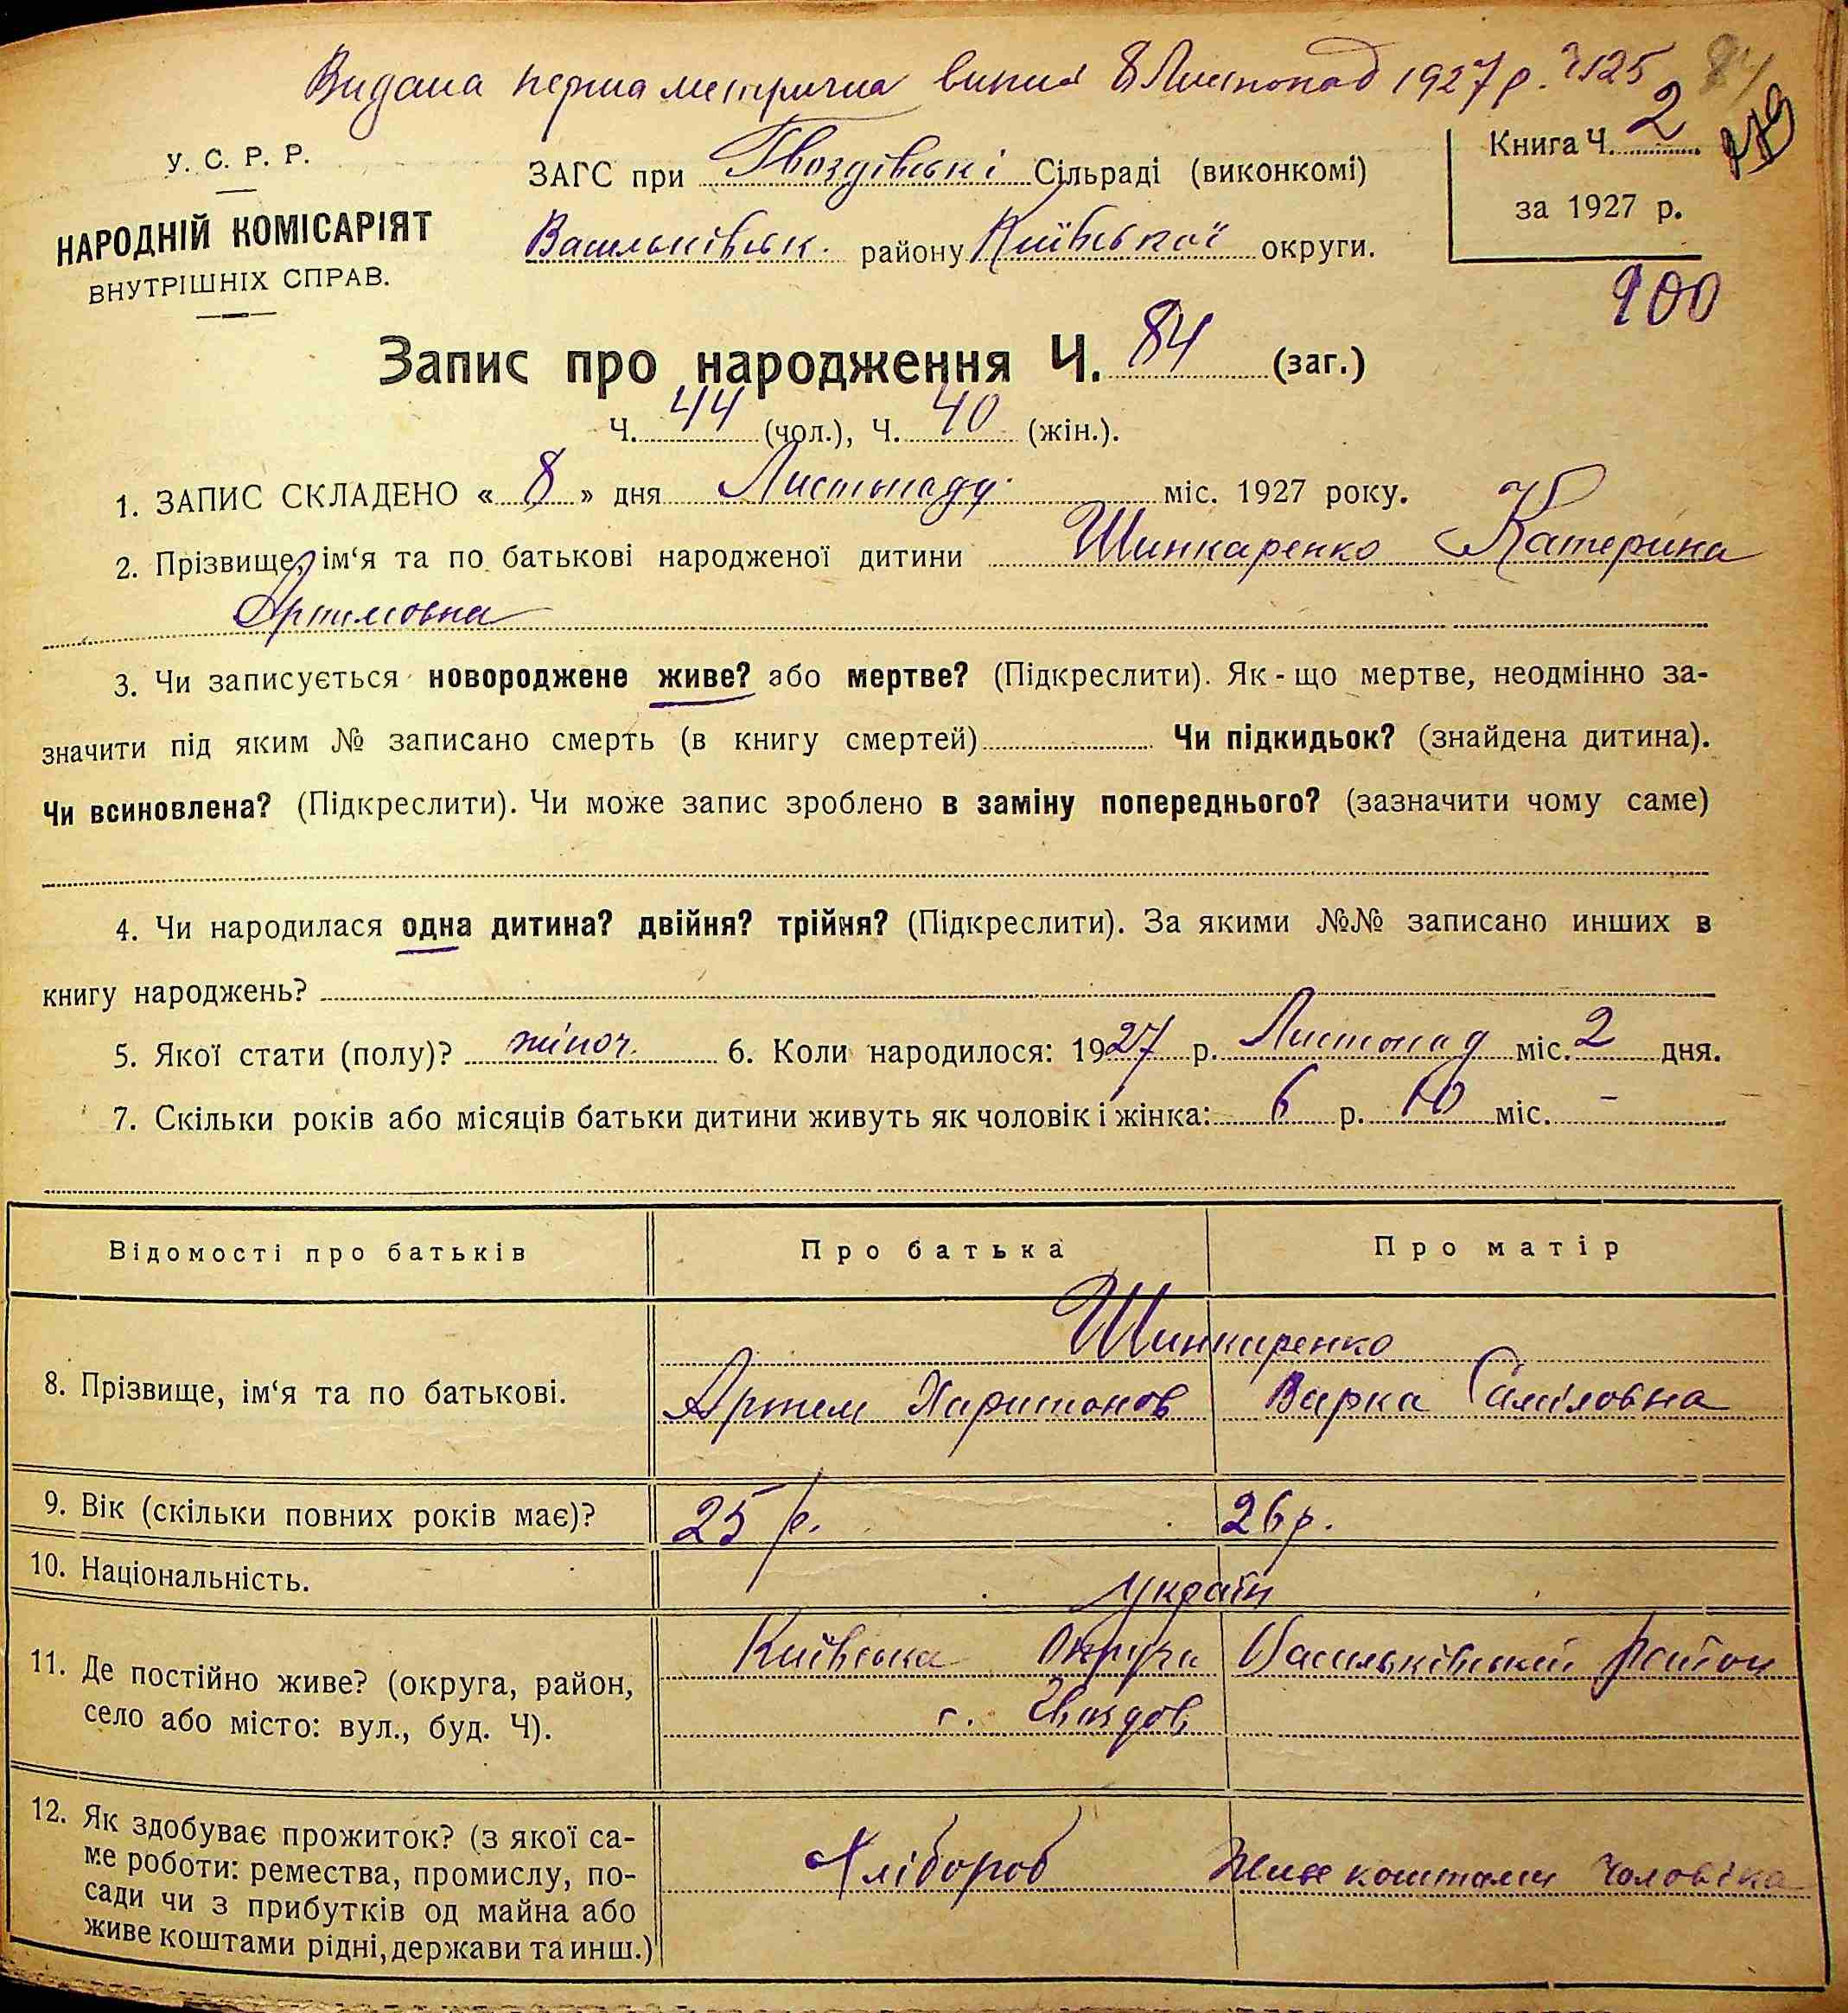 Видана перша метрична випис 8 Листопад 1927 р. Ч 125 84
279
У. С. Р. Р.
НАРОДНІЙ КОМІСАРІЯТ
ВНУТРІШНІХ СПРАВ.
ЗАГС при Гвоздівські Сільраді (виконкомі)
Васильківськ. району Київської округи.
Книга Ч. 2
за 1927 р.
900
Запис про народження Ч. 84 (заг.)
Ч. 44 (чол.), Ч. 40 (жін.).
1. ЗАПИС СКЛАДЕНО « 8 » дня Листопаду міс. 1927 року.
2. Прізвище, ім‘я та по батькові народженої дитини Шинкаренко Катерина
Артимовна
3. Чи записується новороджене живе? або мертве? (Підкреслити). Як-що мертве, неодмінно за-
значити під яким № записано смерть (в книгу смертей) Чи підкидьок? (знайдена дитина).
Чи всиновлена? (Підкреслити). Чи може запис зроблено в заміну попереднього? (зазначити чому саме)
4. Чи народилася одна дитина? двійня? трійня? (Підкреслити). За якими №№ записано инших в
книгу народжень?
5. Якої стати (полу)? жіноч. 6. Коли народилося: 1927 р. Листопад міс. 2 дня.
7. Скільки років або місяців батьки дитини живуть як чоловік і жінка: 6 р. 10 міс. –
Відомості про батьків Про батька Про матір
Шинкаренко
8. Прізвище, ім‘я та по батькові. Артем Харитонов Варка Самiловна
9. Вік (скільки повних років має)? 25 р. 26 р.
10. Національність. Україн
11. Де постійно живе? (округа, район, Київська Округа Васильківський район
село або місто: вул., буд. Ч). с. Гвоздов
12. Як здобуває прожиток? (з якої са-
ме роботи: ремества, промислу, по- Хлібороб Живе коштами чоловіка
сади чи з прибутків од майна або
живе коштами рідні, держави та инш.)